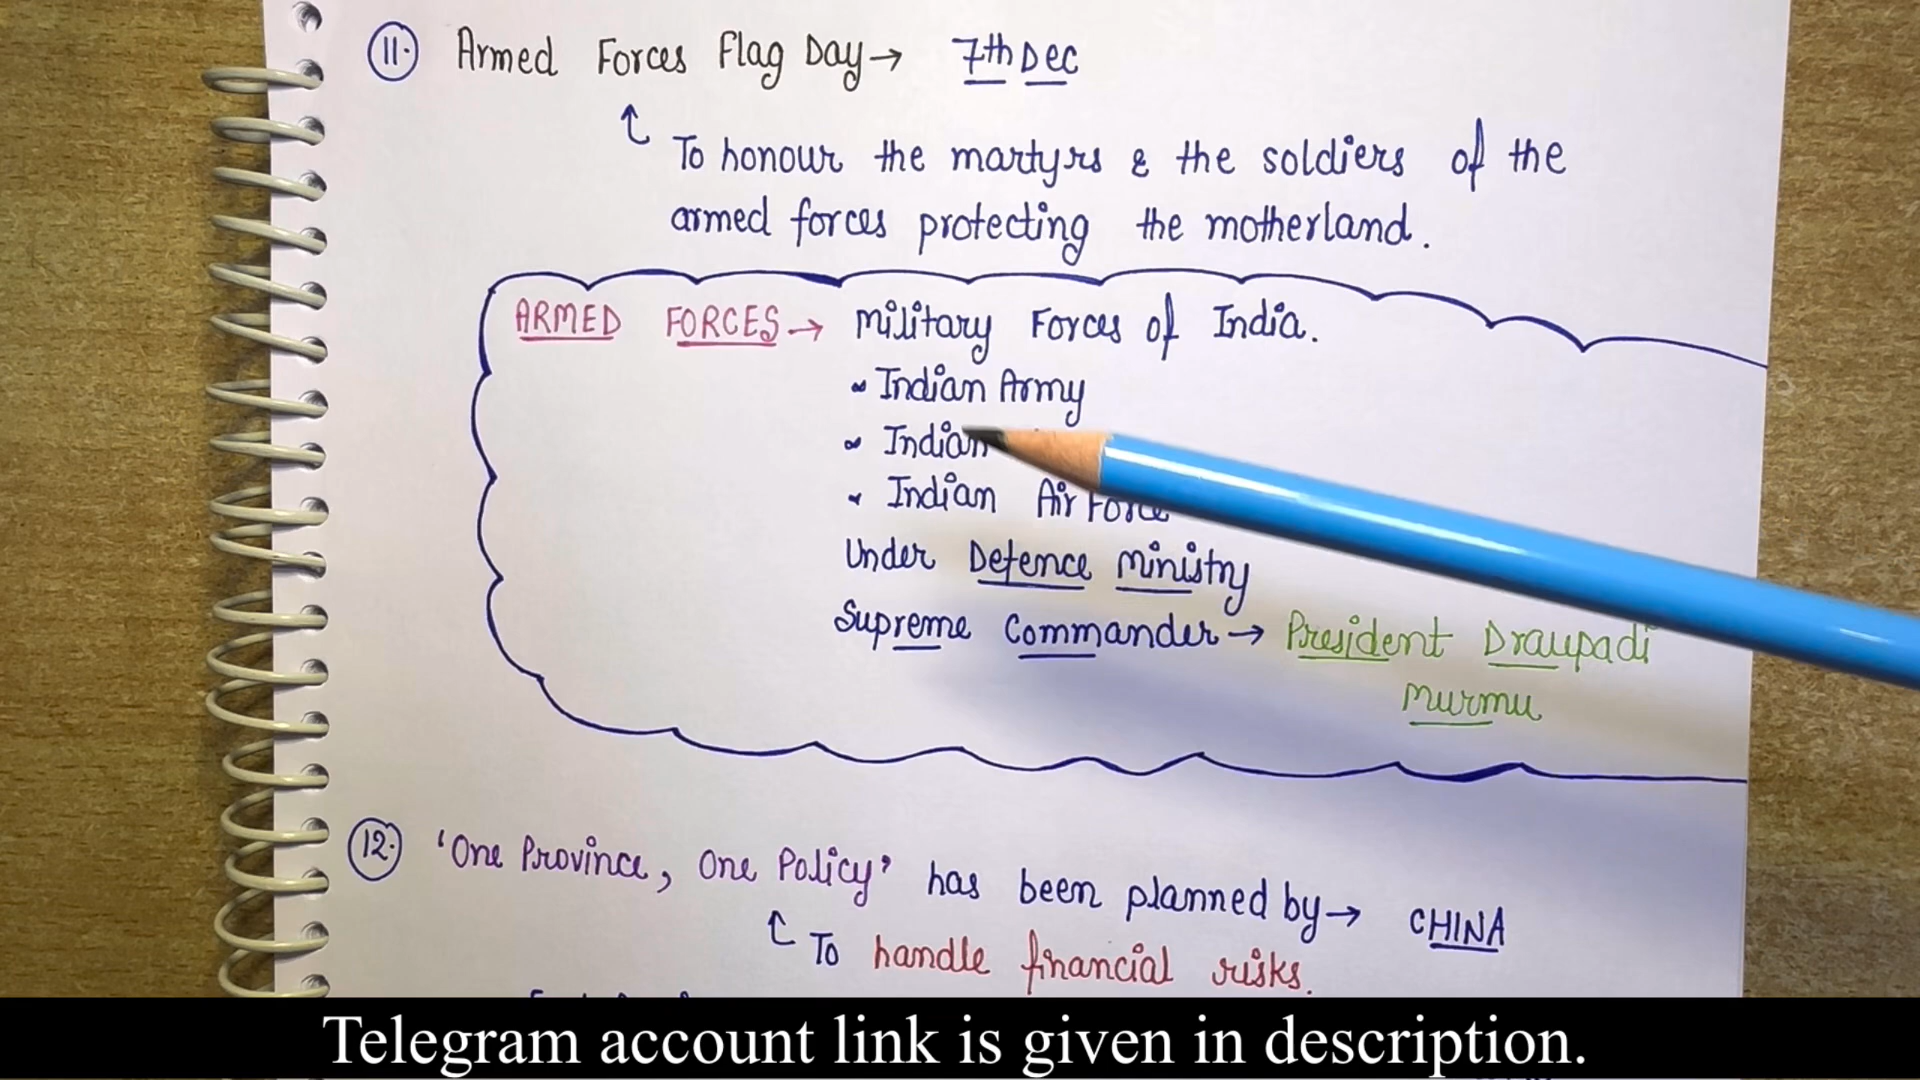 11. Armed Forces Flag Day → 7th Dec
To honour the martyrs & the soldiers of the
armed forces protecting the motherland.
ARMED FORCES → Military Forces of India.
Indian Army
Indian
Indian Air Force
Under Defence Ministry
Supreme Commander → President Draupadi
Murmu
12. 'One Province, One Policy' has been planned by → CHINA
To handle financial risks.
Telegram account link is given in description.